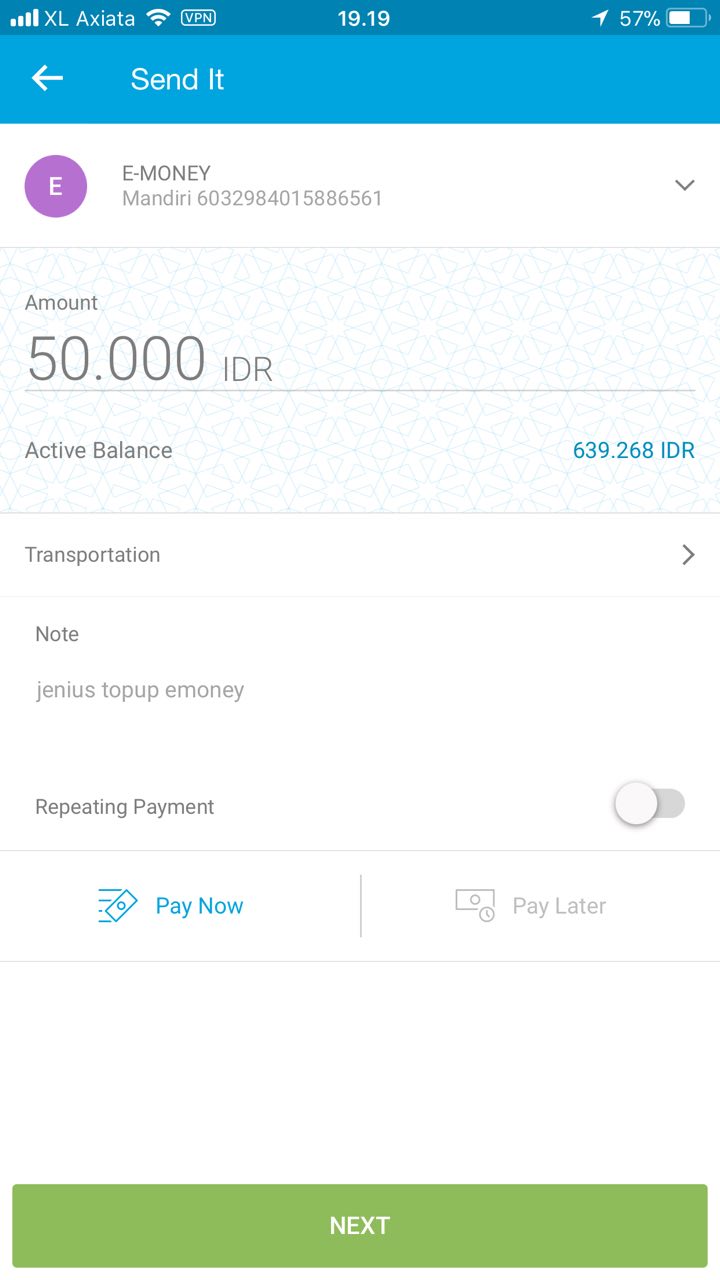 XL Axiata VPN 19.19 57%
Send It
E
E-MONEY
Mandiri 6032984015886561
Amount
50.000 IDR
Active Balance 639.268 IDR
Transportation
Note
jenius topup emoney
Repeating Payment
Pay Now Pay Later
NEXT